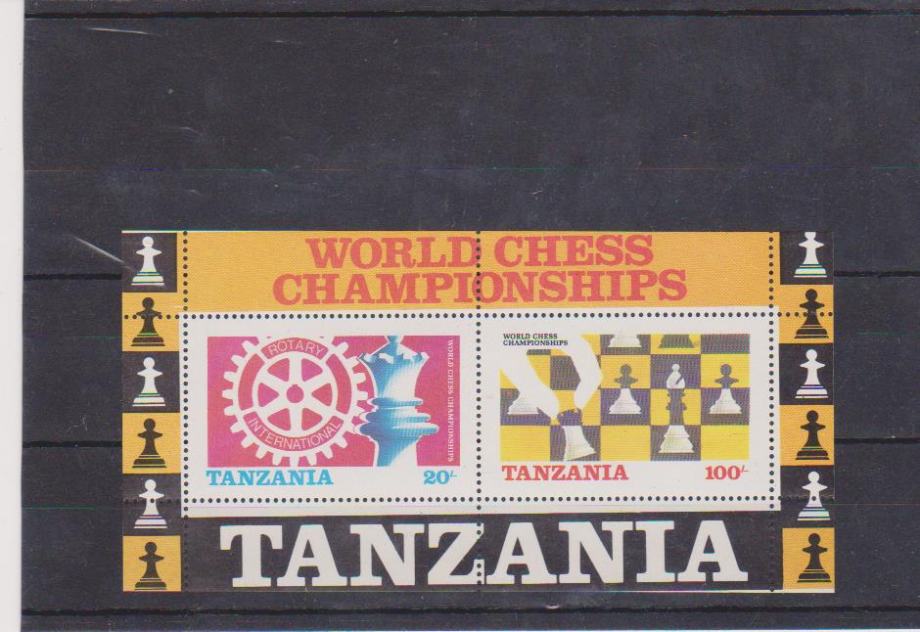 WORLD CHESS
CHAMPIONSHIPS
ROTARY
INTERNATIONAL
WORLD CHESS CHAMPIONSHIPS
TANZANIA 20/-
WORLD CHESS
CHAMPIONSHIPS
TANZANIA 100/-
TANZANIA